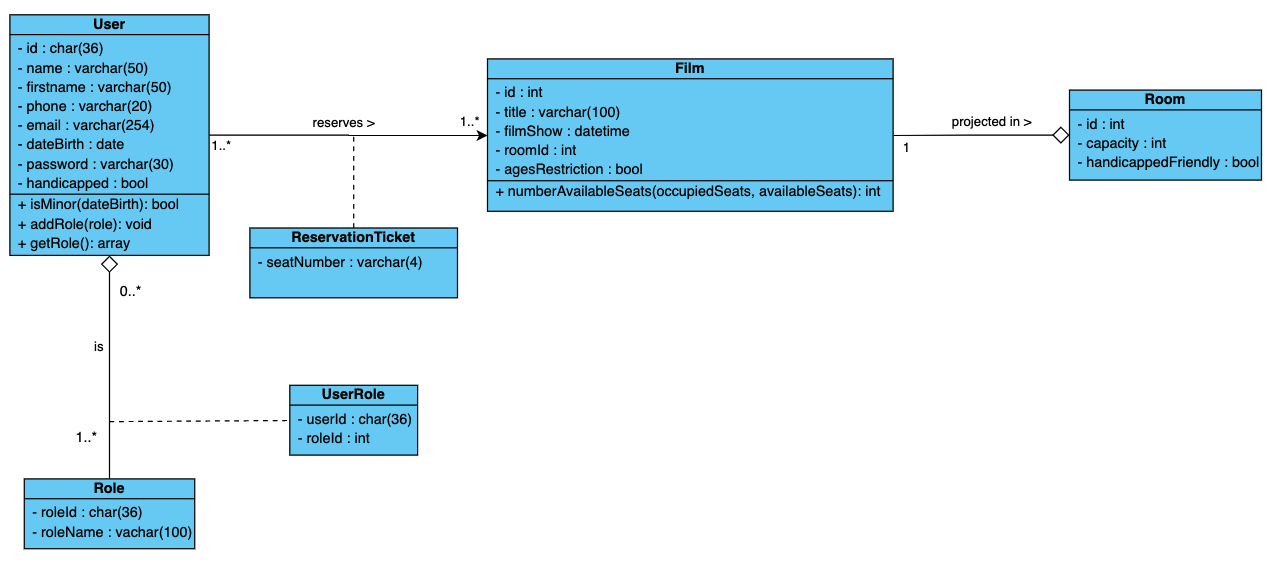 User
- id : char(36)
- name : varchar(50)
- firstname : varchar(50)
- phone : varchar(20)
- email : varchar(254)
- dateBirth : date
- password : varchar(30)
- handicapped : bool
+ isMinor(dateBirth): bool
+ addRole(role): void
+ getRole(): array
reserves >
1..*
1..*
ReservationTicket
- seatNumber : varchar(4)
Film
- id : int
- title : varchar(100)
- filmShow : datetime
- roomId : int
- agesRestriction : bool
+ numberAvailableSeats(occupiedSeats, availableSeats): int
projected in >
1
Room
- id : int
- capacity : int
- handicappedFriendly : bool
0..*
is
1..*
UserRole
- userId : char(36)
- roleId : int
Role
- roleId : char(36)
- roleName : vachar(100)